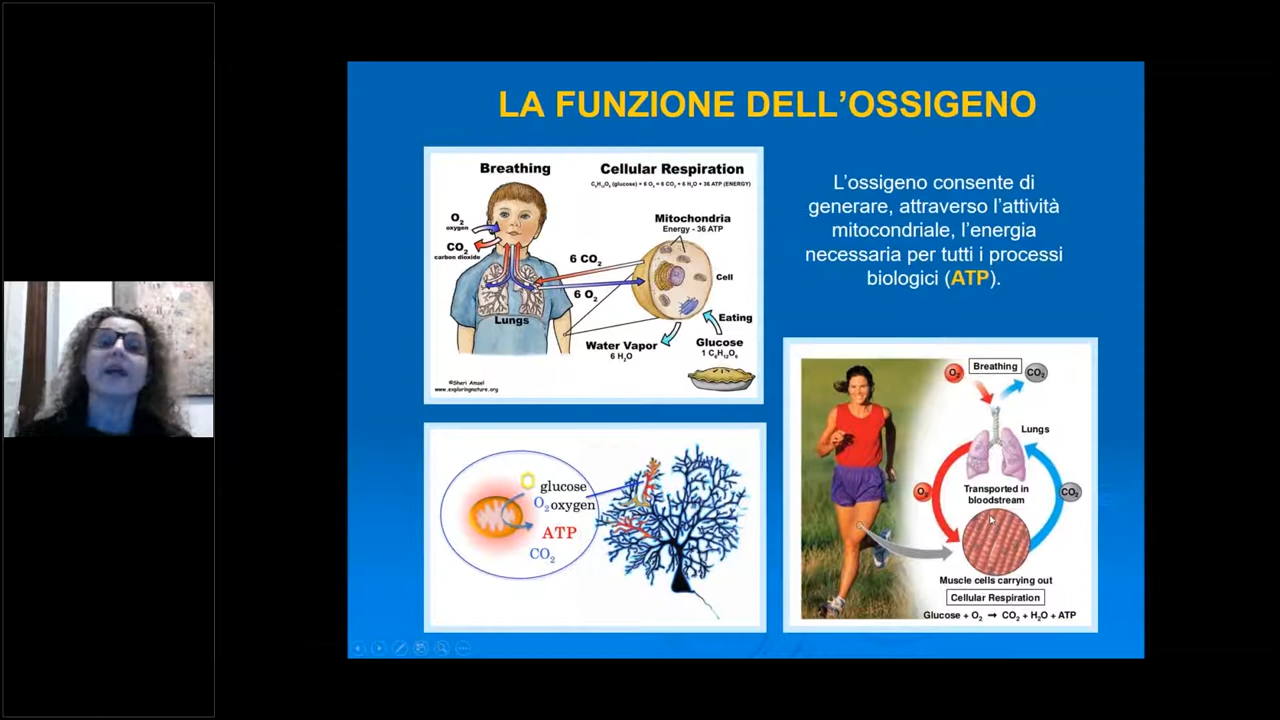 LA FUNZIONE DELL’OSSIGENO
Breathing
Cellular Respiration
C₆H₁₂O₆ (glucose) + 6 O₂ = 6 CO₂ + 6 H₂O + 36 ATP (ENERGY)
O₂
oxygen
CO₂
carbon dioxide
Mitochondria
Energy - 36 ATP
6 CO₂
Cell
6 O₂
Lungs
Eating
Water Vapor
6 H₂O
Glucose
1 C₆H₁₂O₆
©Sheri Amsel
www.exploringnature.org
L’ossigeno consente di
generare, attraverso l’attività
mitocondriale, l’energia
necessaria per tutti i processi
biologici (ATP).
glucose
O₂ oxygen
ATP
CO₂
O₂
Breathing
CO₂
Lungs
O₂
Transported in
bloodstream
CO₂
Muscle cells carrying out
Cellular Respiration
Glucose + O₂ → CO₂ + H₂O + ATP